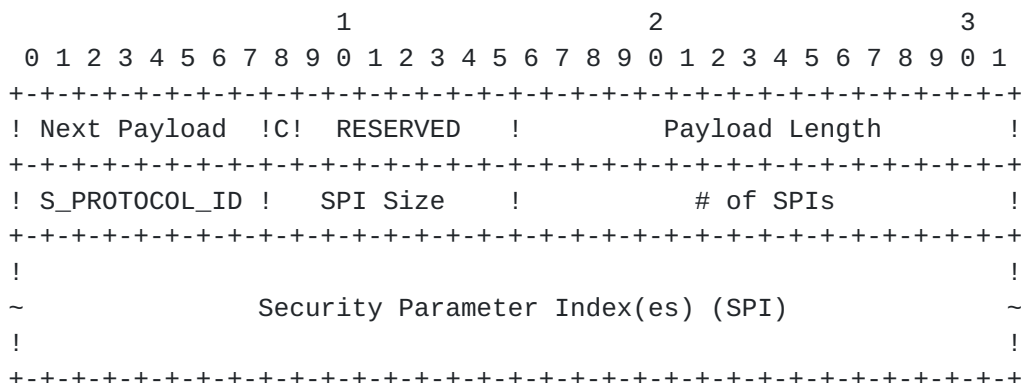 1                   2                   3
 0 1 2 3 4 5 6 7 8 9 0 1 2 3 4 5 6 7 8 9 0 1 2 3 4 5 6 7 8 9 0 1
+-+-+-+-+-+-+-+-+-+-+-+-+-+-+-+-+-+-+-+-+-+-+-+-+-+-+-+-+-+-+-+-+
! Next Payload  !C!  RESERVED   !         Payload Length        !
+-+-+-+-+-+-+-+-+-+-+-+-+-+-+-+-+-+-+-+-+-+-+-+-+-+-+-+-+-+-+-+-+
! S_PROTOCOL_ID !   SPI Size    !           # of SPIs           !
+-+-+-+-+-+-+-+-+-+-+-+-+-+-+-+-+-+-+-+-+-+-+-+-+-+-+-+-+-+-+-+-+
!                                                               !
~               Security Parameter Index(es) (SPI)              ~
!                                                               !
+-+-+-+-+-+-+-+-+-+-+-+-+-+-+-+-+-+-+-+-+-+-+-+-+-+-+-+-+-+-+-+-+